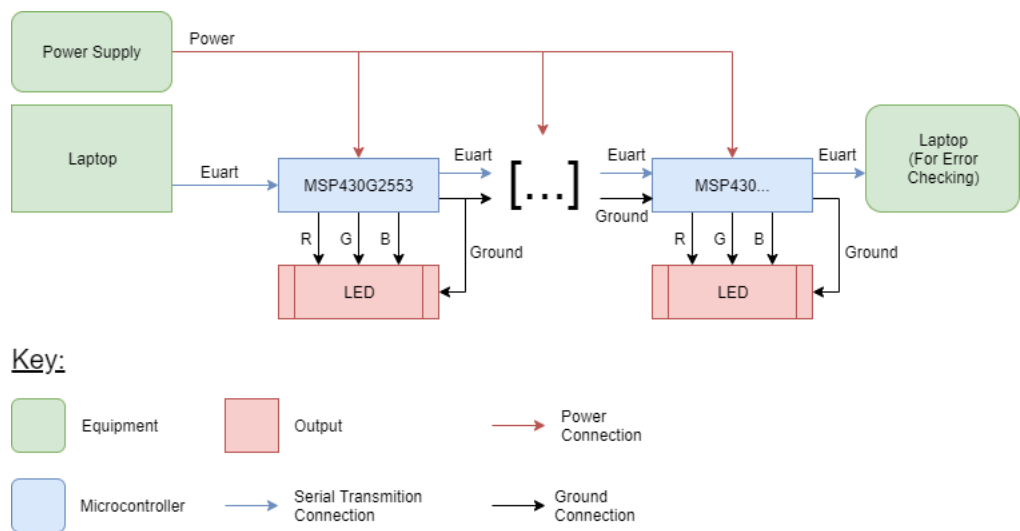 Power Supply
Power
Laptop
Euart
MSP430G2553
Euart
[...]
Euart
Ground
MSP430...
Euart
Laptop
(For Error
Checking)
R
G
B
Ground
LED
R
G
B
Ground
LED
Key:
Equipment
Output
Power
Connection
Microcontroller
Serial Transmition
Connection
Ground
Connection